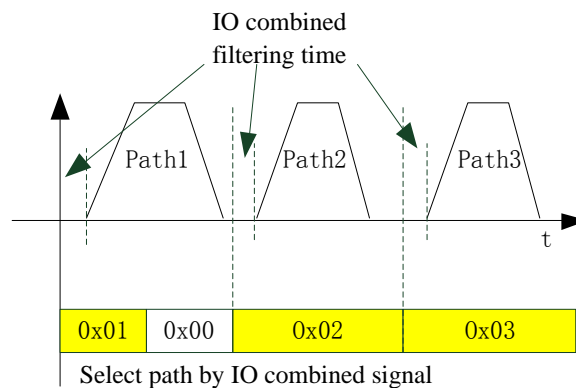 IO combined
filtering time
Path1
Path2
Path3
t
0x01
0x00
0x02
0x03
Select path by IO combined signal